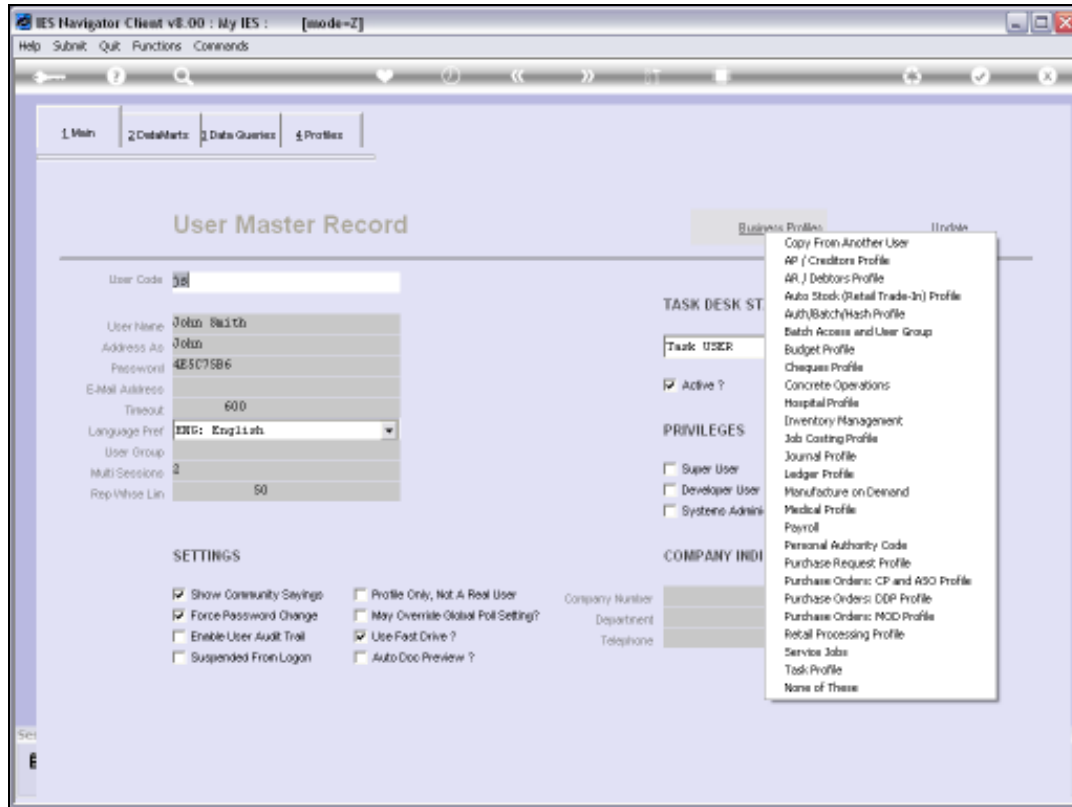 IES Navigator Client v8.00 : My IES : [mode=Z]
Help Submit Quit Functions Commands
1 Main 2 DataMarts 3 Data Queries 4 Profiles
User Master Record
Business Profiles Update
User Code js
User Name John Smith
Address As John
Password 4E5C75B6
E-Mail Address
Timeout 600
Language Pref ENG: English
User Group
Multi Sessions 2
Rep Whse Lim 50
SETTINGS
Show Community Sayings
Force Password Change
Enable User Audit Trail
Suspended From Logon
Profile Only, Not A Real User
May Override Global Poll Setting?
Use Fast Drive ?
Auto Doc Preview ?
TASK DESK ST
Task USER
Active ?
PRIVILEGES
Super User
Developer User
Systems Admini
COMPANY INDI
Company Number
Department
Telephone
Copy From Another User
AP / Creditors Profile
AR / Debtors Profile
Auto Stock (Retail Trade-In) Profile
Auth/Batch/Hash Profile
Batch Access and User Group
Budget Profile
Cheques Profile
Concrete Operations
Hospital Profile
Inventory Management
Job Costing Profile
Journal Profile
Ledger Profile
Manufacture on Demand
Medical Profile
Payroll
Personal Authority Code
Purchase Request Profile
Purchase Orders: CP and ASO Profile
Purchase Orders: DDP Profile
Purchase Orders: MOD Profile
Retail Processing Profile
Service Jobs
Task Profile
None of These